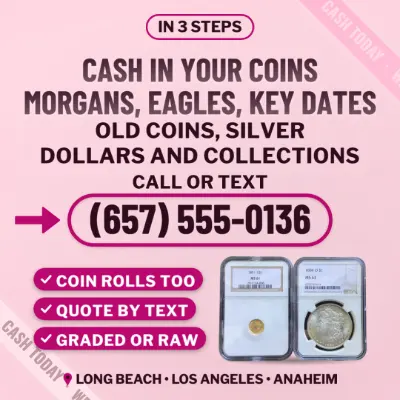 IN 3 STEPS
CASH IN YOUR COINS
MORGANS, EAGLES, KEY DATES
OLD COINS, SILVER
DOLLARS AND COLLECTIONS
CALL OR TEXT
(657) 555-0136
COIN ROLLS TOO
QUOTE BY TEXT
GRADED OR RAW
LONG BEACH • LOS ANGELES • ANAHEIM
CASH TODAY • W
CASH TODAY • WE